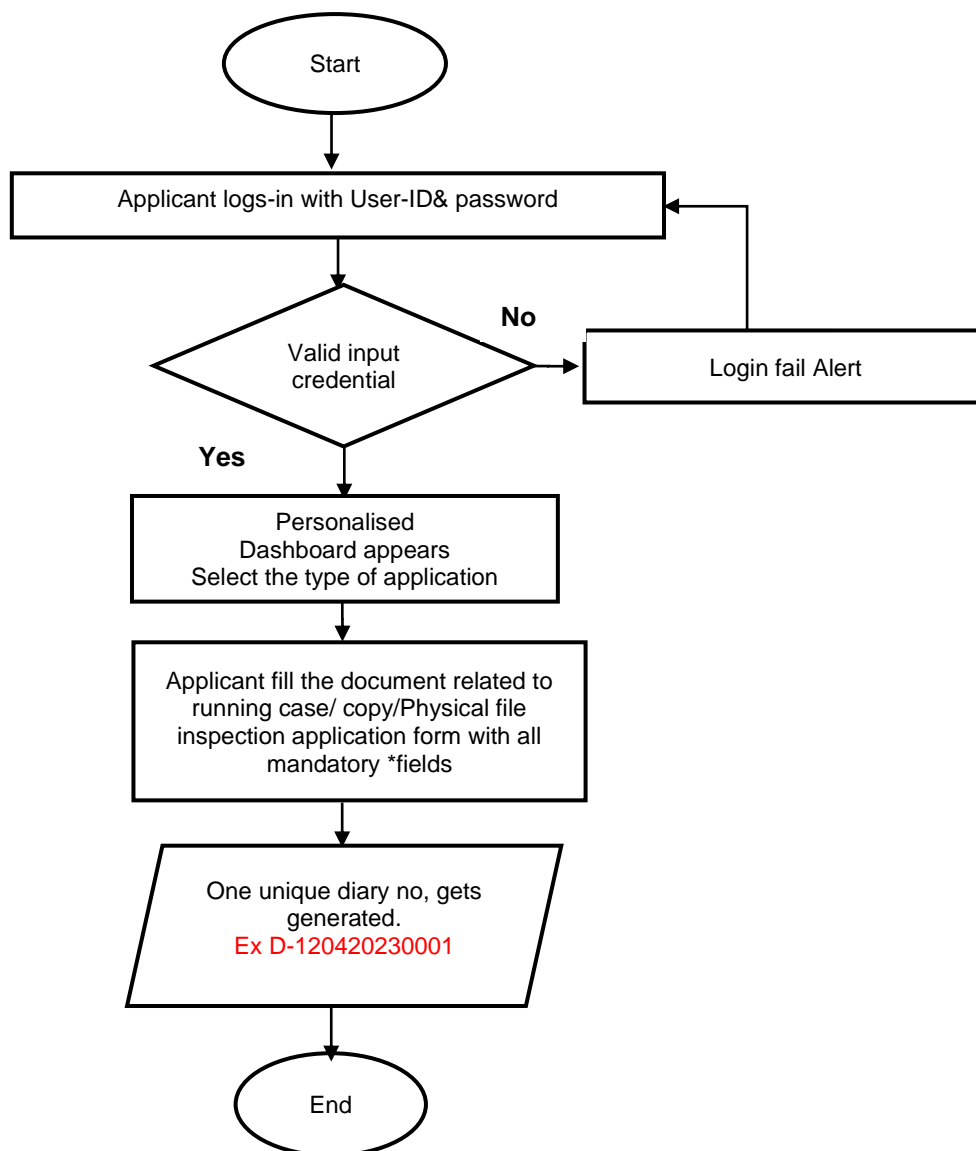 Start
Applicant logs-in with User-ID& password
No
Valid input
credential
Login fail Alert
Yes
Personalised
Dashboard appears
Select the type of application
Applicant fill the document related to
running case/ copy/Physical file
inspection application form with all
mandatory *fields
One unique diary no, gets
generated.
Ex D-120420230001
End